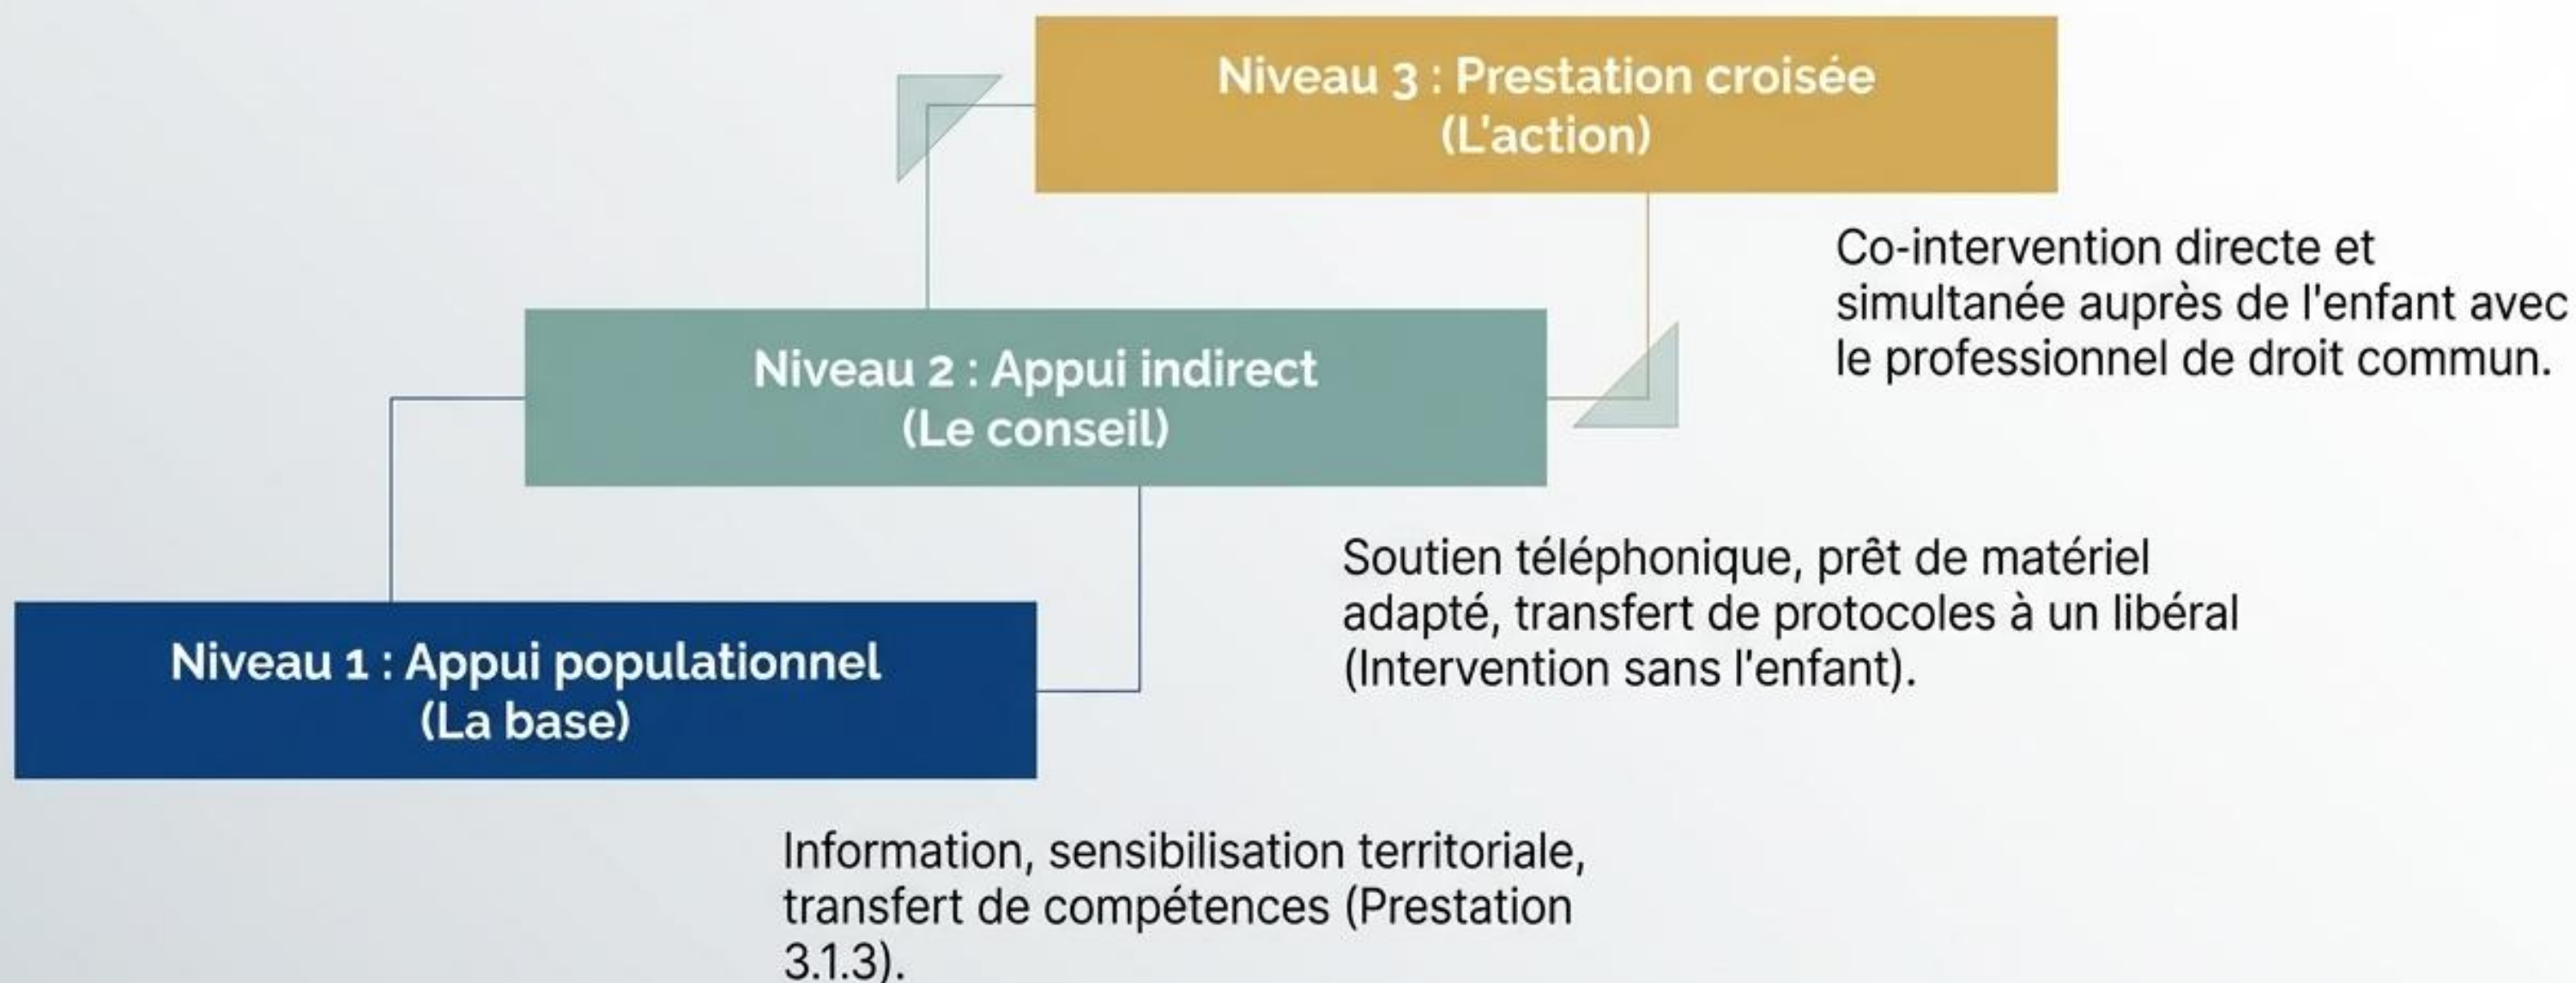 Niveau 3 : Prestation croisée
(L'action)
Co-intervention directe et
simultanée auprès de l'enfant avec
le professionnel de droit commun.
Niveau 2 : Appui indirect
(Le conseil)
Soutien téléphonique, prêt de matériel
adapté, transfert de protocoles à un libéral
(Intervention sans l'enfant).
Niveau 1 : Appui populationnel
(La base)
Information, sensibilisation territoriale,
transfert de compétences (Prestation
3.1.3).